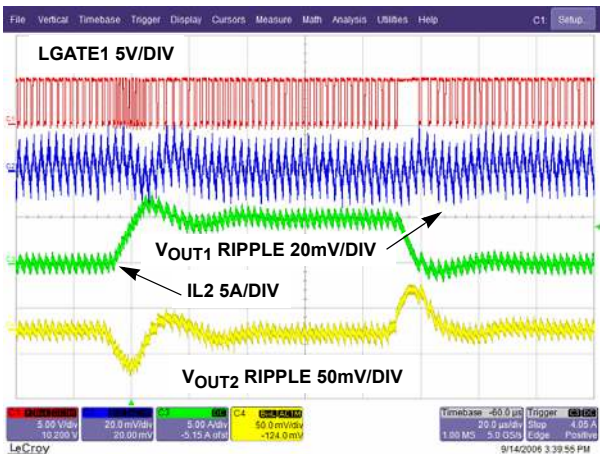 File Vertical Timebase Trigger Display Cursors Measure Math Analysis Utilities Help C1: Setup...
LGATE1 5V/DIV
VOUT1 RIPPLE 20mV/DIV
IL2 5A/DIV
VOUT2 RIPPLE 50mV/DIV
C3 C4 Timebase -60.0 µs Trigger
5.00 V/div 20.0 mV/div 5.00 A/div 50.0 mV/div 20.0 µs/div Stop 4.05 A
10.200 V 20.00 mV -5.15 A ofst -124.0 mV 1.00 MS 5.0 GS/s Edge Positive
LeCroy 9/14/2006 3:39:55 PM